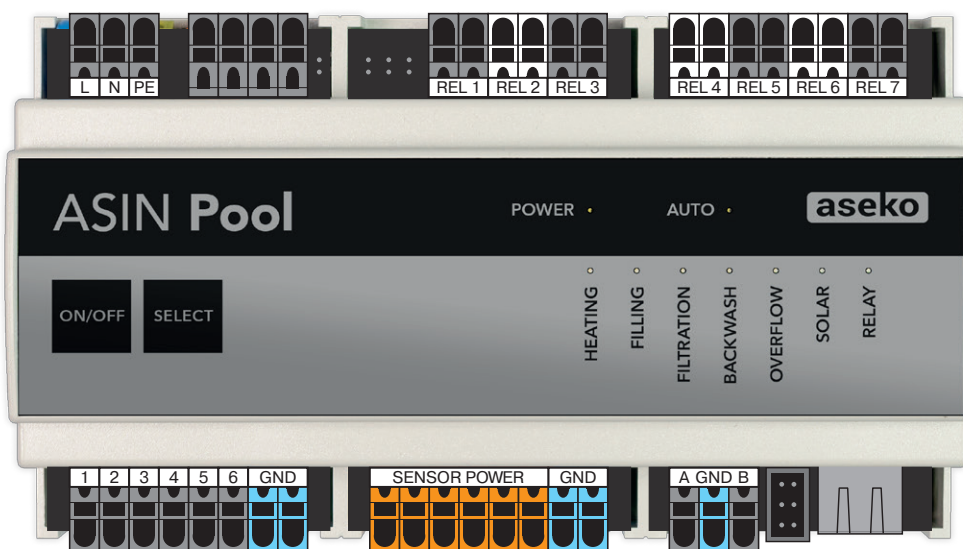 L N PE REL 1 REL 2 REL 3 REL 4 REL 5 REL 6 REL 7
ASIN Pool POWER AUTO aseko
ON/OFF SELECT
HEATING
FILLING
FILTRATION
BACKWASH
OVERFLOW
SOLAR
RELAY
1 2 3 4 5 6 GND SENSOR POWER GND A GND B